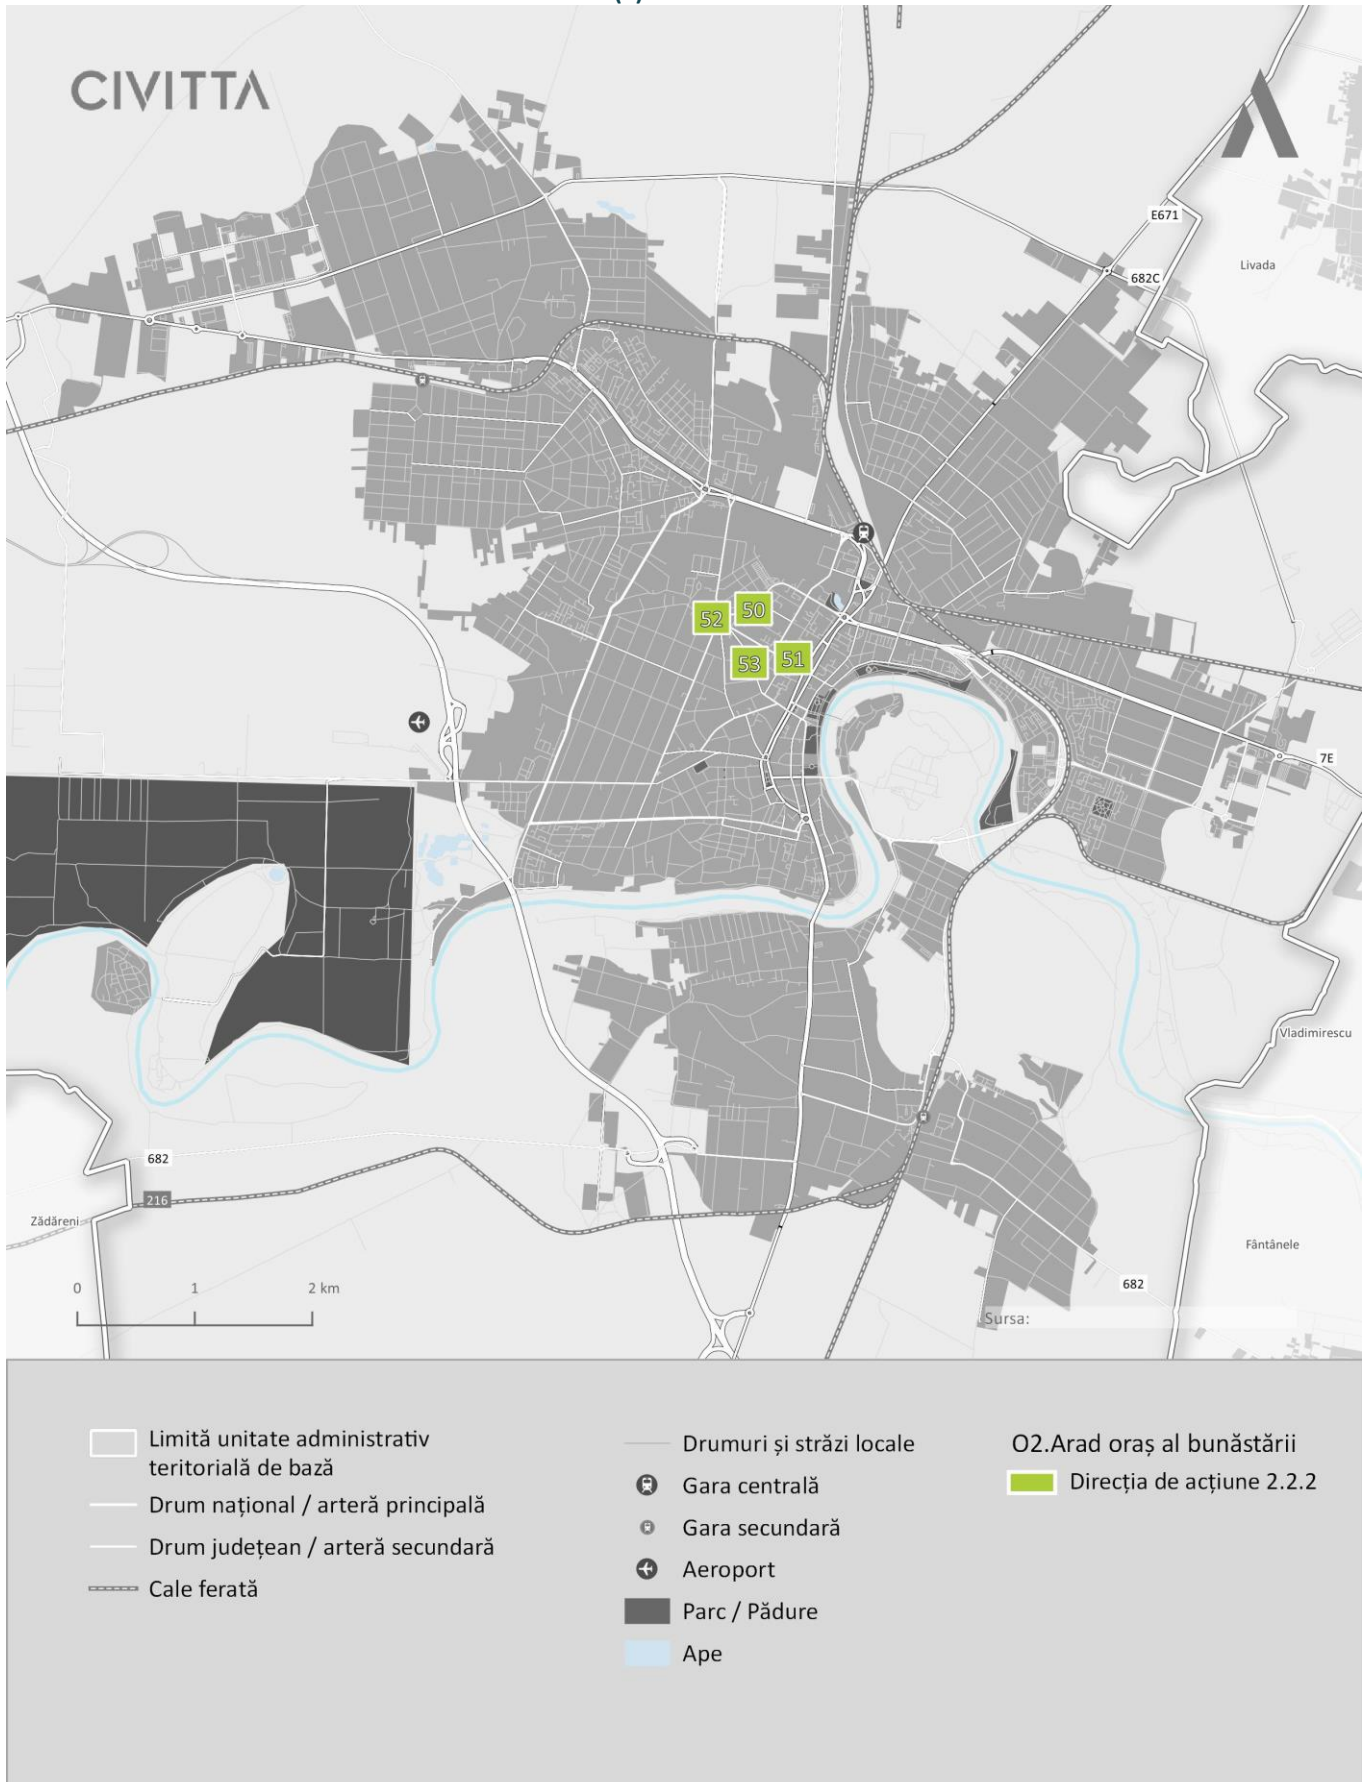 CIVITTA
E671
Livada
682C
50
52
51
53
7E
Vladimirescu
682
216
Zădăreni
Fântânele
0 1 2 km
682
Sursa:
Limită unitate administrativ
teritorială de bază
Drum național / arteră principală
Drum județean / arteră secundară
Cale ferată
Drumuri și străzi locale
Gara centrală
Gara secundară
Aeroport
Parc / Pădure
Ape
O2.Arad oraș al bunăstării
Direcția de acțiune 2.2.2